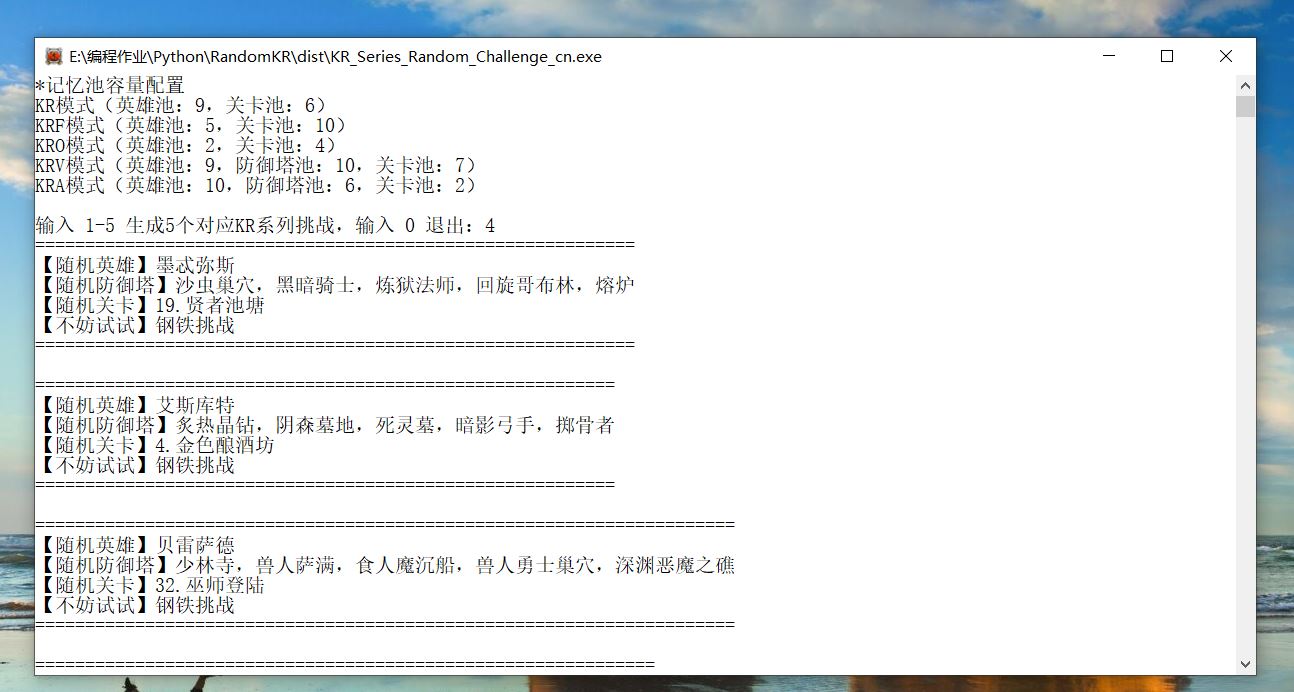 E:\编程作业\Python\RandomKR\dist\KR_Series_Random_Challenge_cn.exe
*记忆池容量配置
KR模式（英雄池：9，关卡池：6）
KRF模式（英雄池：5，关卡池：10）
KRO模式（英雄池：2，关卡池：4）
KRV模式（英雄池：9，防御塔池：10，关卡池：7）
KRA模式（英雄池：10，防御塔池：6，关卡池：2）
输入 1-5 生成5个对应KR系列挑战，输入 0 退出：4
==============================================================
【随机英雄】墨忒弥斯
【随机防御塔】沙虫巢穴，黑暗骑士，炼狱法师，回旋哥布林，熔炉
【随机关卡】19.贤者池塘
【不妨试试】钢铁挑战
==============================================================
==========================================================
【随机英雄】艾斯库特
【随机防御塔】炙热晶钻，阴森墓地，死灵墓，暗影弓手，掷骨者
【随机关卡】4.金色酿酒坊
【不妨试试】钢铁挑战
==========================================================
======================================================================
【随机英雄】贝雷萨德
【随机防御塔】少林寺，兽人萨满，食人魔沉船，兽人勇士巢穴，深渊恶魔之礁
【随机关卡】32.巫师登陆
【不妨试试】钢铁挑战
======================================================================
==============================================================